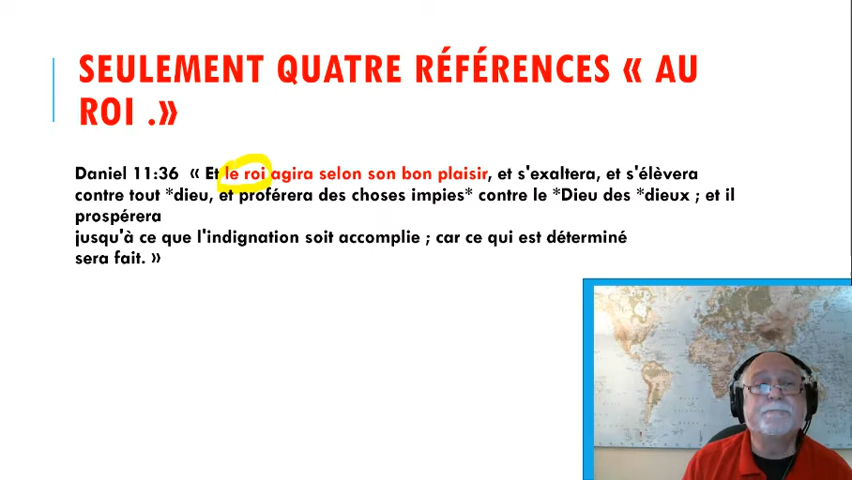 SEULEMENT QUATRE RÉFÉRENCES « AU
ROI .»
Daniel 11:36 « Et le roi agira selon son bon plaisir, et s'exaltera, et s'élèvera
contre tout *dieu, et proférera des choses impies* contre le *Dieu des *dieux ; et il
prospérera
jusqu'à ce que l'indignation soit accomplie ; car ce qui est déterminé
sera fait. »